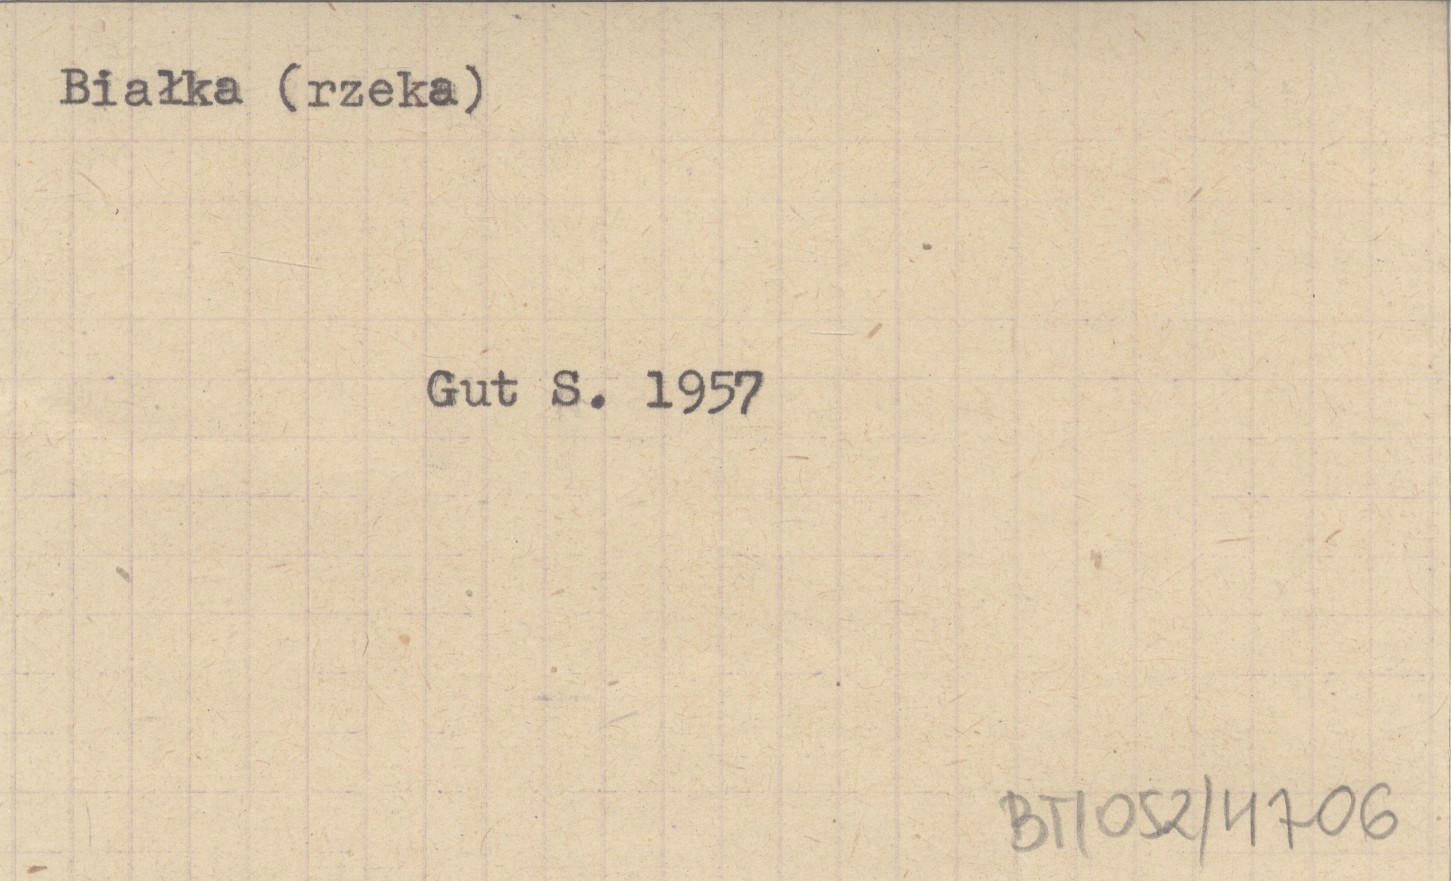 Białka (rzeka)
Gut S. 1957
BT/052/4706